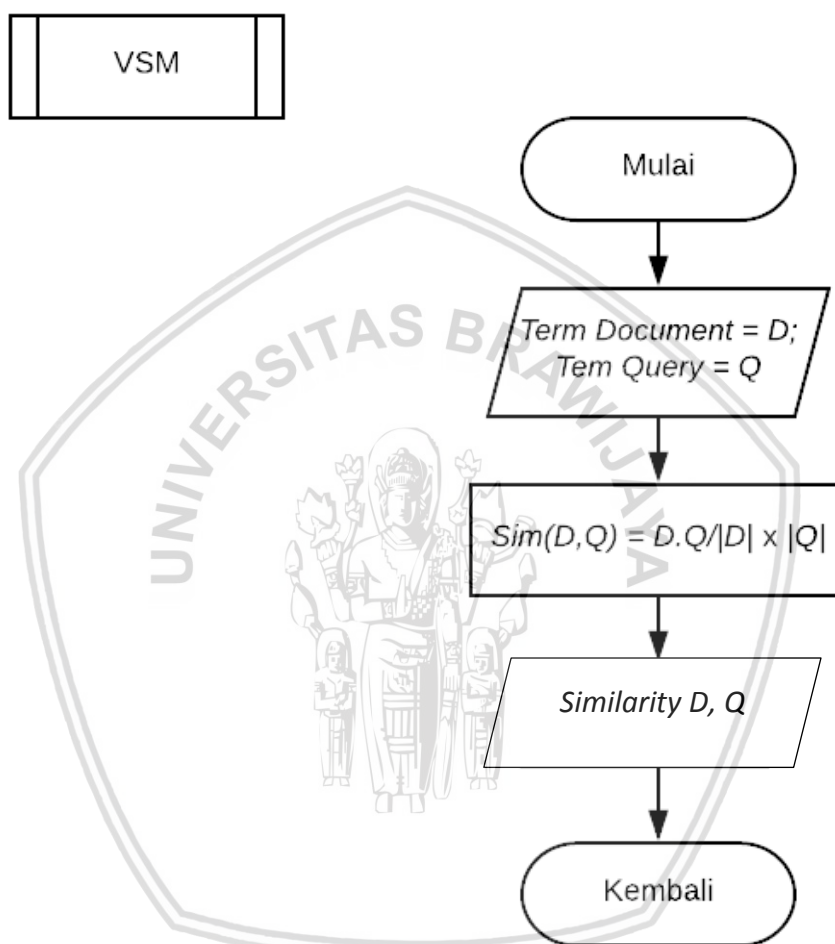 VSM
Mulai
Term Document = D;
Tem Query = Q
Sim(D,Q) = D.Q/|D| x |Q|
Similarity D, Q
Kembali
UNIVERSITAS BRAWIJAYA